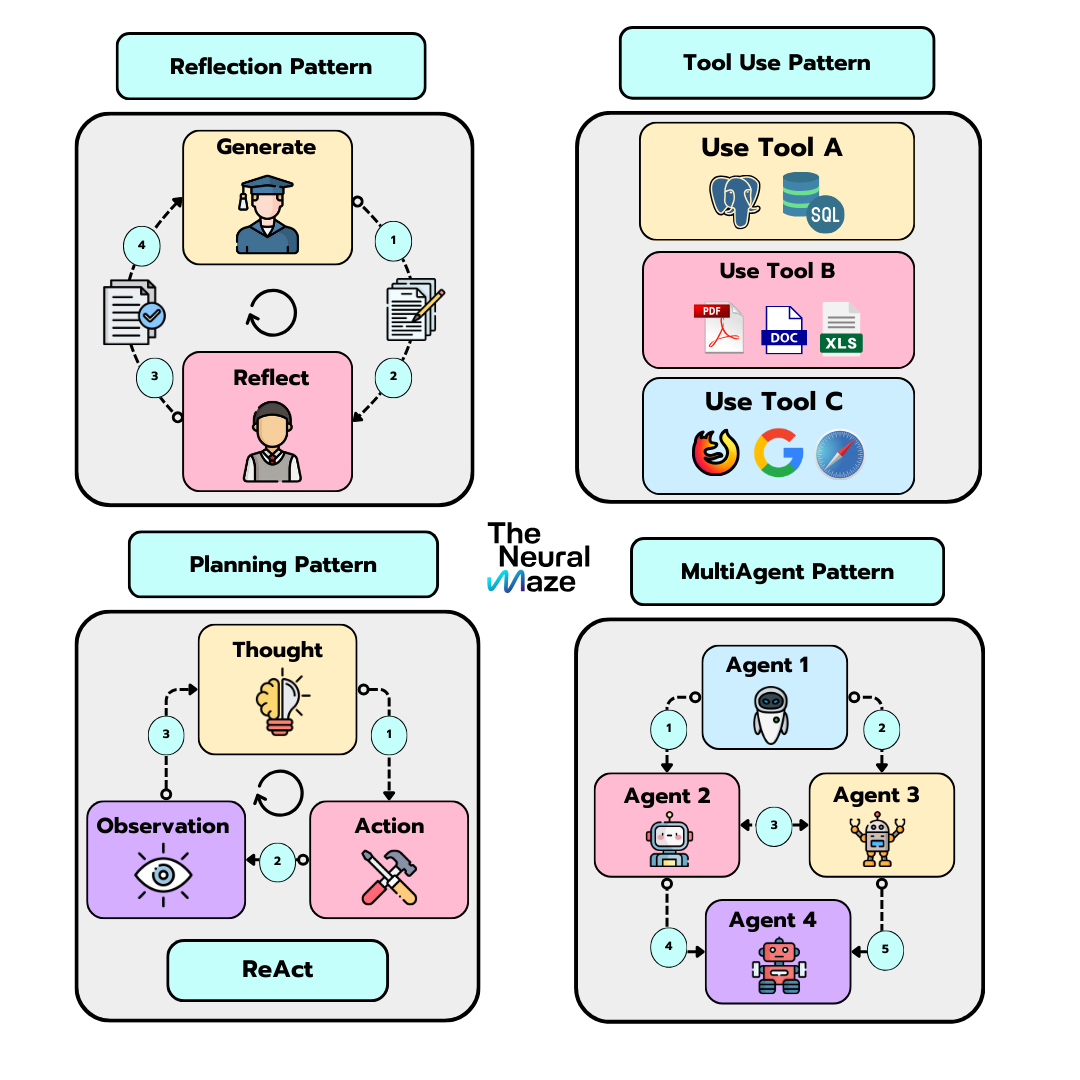 Reflection Pattern
Generate
4
1
3
2
Reflect
Tool Use Pattern
Use Tool A
SQL
Use Tool B
PDF
DOC
XLS
Use Tool C
The
Neural
Maze
Planning Pattern
Thought
3
1
Observation
Action
2
ReAct
MultiAgent Pattern
Agent 1
1
2
Agent 2
Agent 3
3
Agent 4
4
5